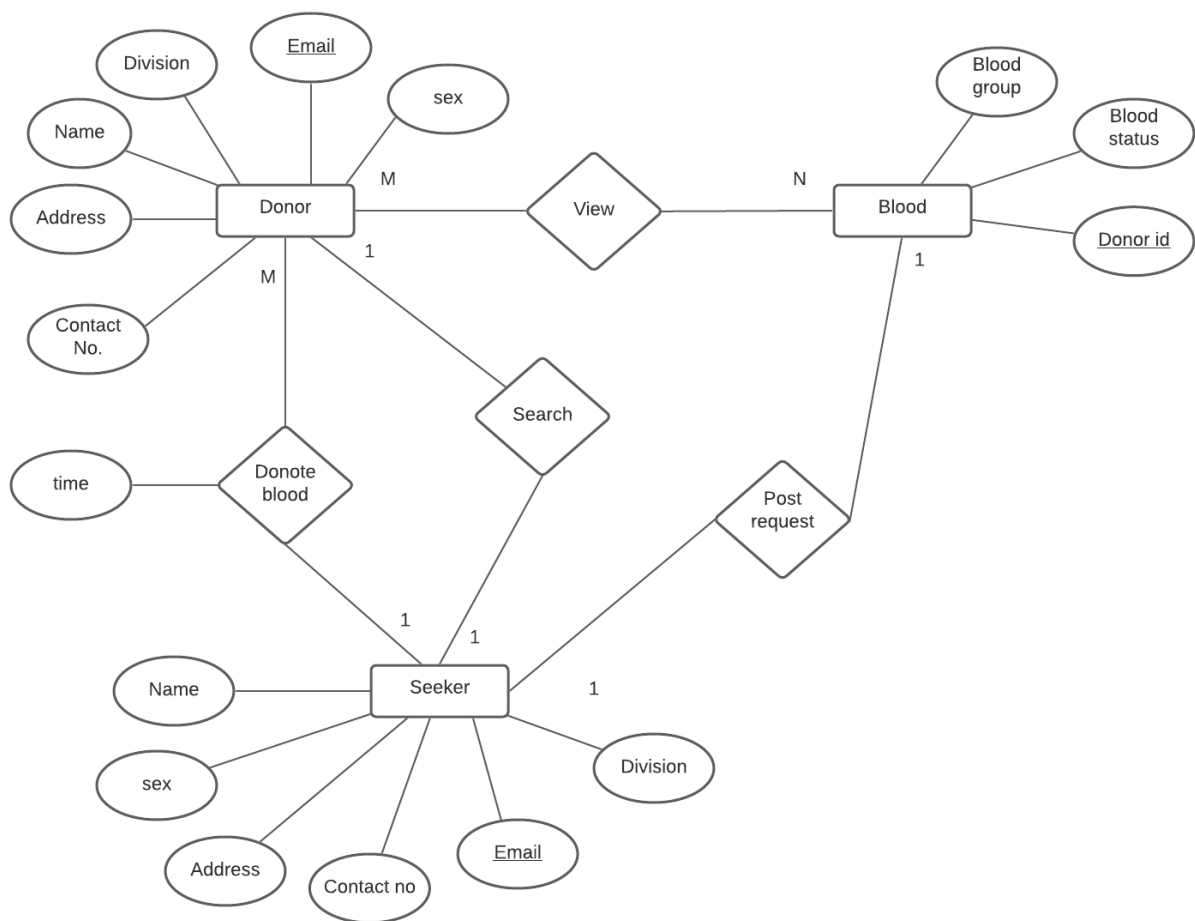 Email
Blood
group
Division
sex
Blood
status
Name
M
N
Address
Donor
View
Blood
Donor id
1
1
M
Contact
No.
Search
time
Donote
blood
Post
request
1
1
Name
Seeker
1
sex
Division
Address
Email
Contact no